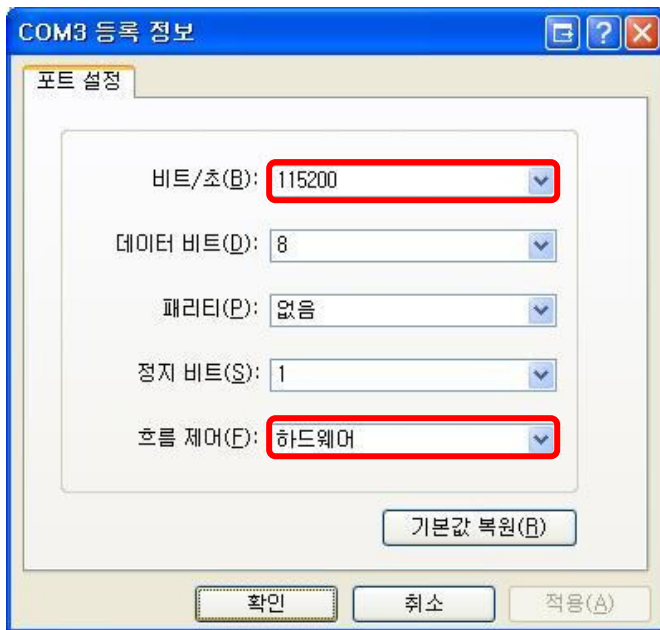 COM3 등록 정보
포트 설정
비트/초(B): 115200
데이터 비트(D): 8
패리티(P): 없음
정지 비트(S): 1
흐름 제어(F): 하드웨어
기본값 복원(R)
확인 취소 적용(A)